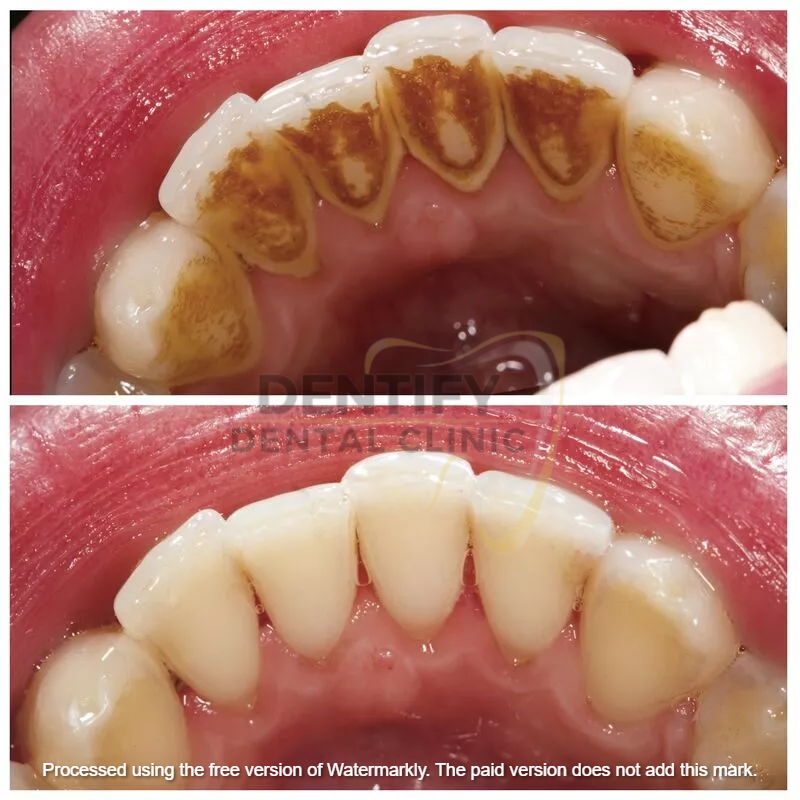 DENTIFY
DENTAL CLINIC
Processed using the free version of Watermarkly. The paid version does not add this mark.